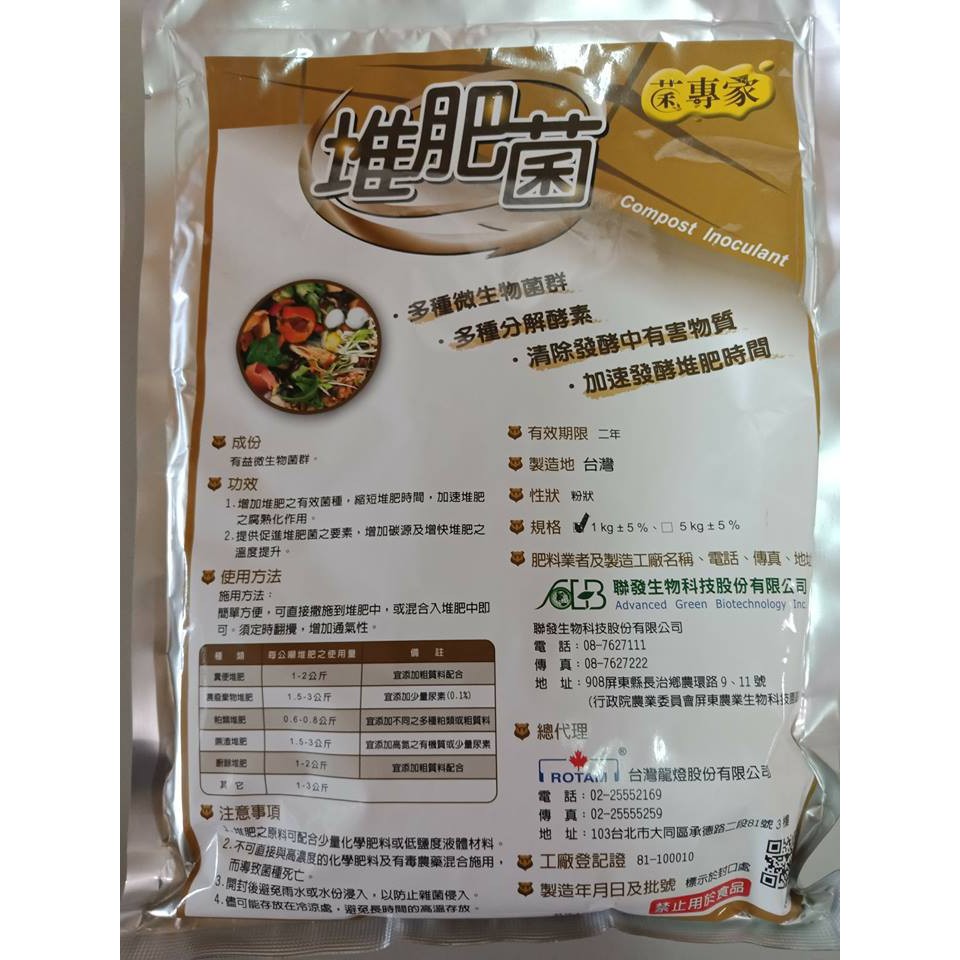 菌專家
堆肥菌
Compost Inoculant
・多種微生物菌群
・多種分解酵素
・清除發酵中有害物質
・加速發酵堆肥時間
成份
有益微生物菌群。
功效
1.增加堆肥之有效菌種，縮短堆肥時間，加速堆肥
之腐熟化作用。
2.提供促進堆肥菌之要素，增加碳源及增快堆肥之
溫度提升。
使用方法
施用方法：
簡單方便，可直接撒施到堆肥中，或混合入堆肥中即
可。須定時翻攪，增加通氣性。
種類 每公噸堆肥之使用量 備註
糞便堆肥 1-2公斤 宜添加粗質料配合
農廢棄物堆肥 1.5-3公斤 宜添加少量尿素(0.1%)
粕類堆肥 0.6-0.8公斤 宜添加不同之多種粕類或粗質料
蔗渣堆肥 1.5-3公斤 宜添加高氮之有機質或少量尿素
廚餘堆肥 1-2公斤 宜添加粗質料配合
其它 1-3公斤
注意事項
1.堆肥之原料可配合少量化學肥料或低鹽度液體材料。
2.不可直接與高濃度的化學肥料及有毒農藥混合施用，
而導致菌種死亡。
3.開封後避免雨水或水份浸入，以防止雜菌侵入。
4.儘可能存放在冷涼處，避免長時間的高溫存放。
有效期限 二年
製造地 台灣
性狀 粉狀
規格 ✓1kg±5%、□5kg±5%
肥料業者及製造工廠名稱、電話、傳真、地址
AGB 聯發生物科技股份有限公司
Advanced Green Biotechnology Inc
聯發生物科技股份有限公司
電話：08-7627111
傳真：08-7627222
地址：908屏東縣長治鄉農環路9、11號
(行政院農業委員會屏東農業生物科技園
總代理
ROTAM® 台灣龍燈股份有限公司
電話：02-25552169
傳真：02-25555259
地址：103台北市大同區承德路二段81號3樓
工廠登記證 81-100010
製造年月日及批號 標示於封口處
禁止用於食品